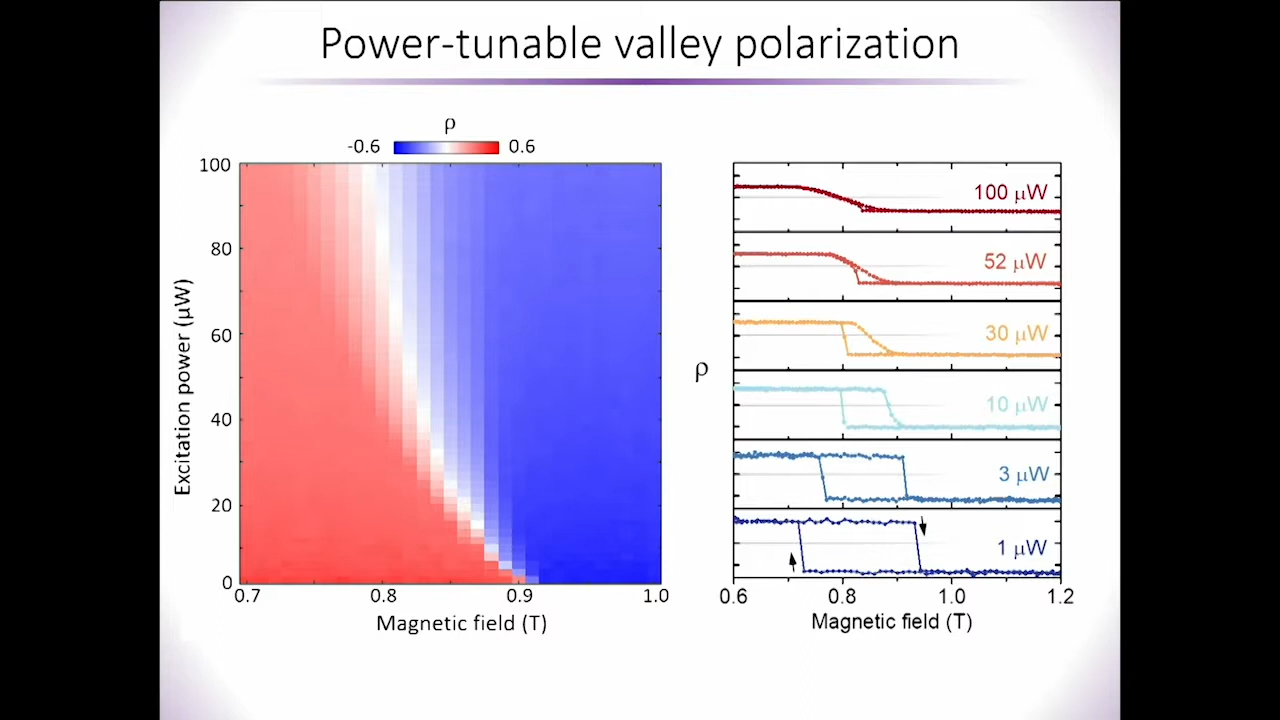 Power-tunable valley polarization
ρ
-0.6 0.6
100
80
60
40
20
0
Excitation power (μW)
0.7 0.8 0.9 1.0
Magnetic field (T)
ρ
100 μW
52 μW
30 μW
10 μW
3 μW
1 μW
0.6 0.8 1.0 1.2
Magnetic field (T)